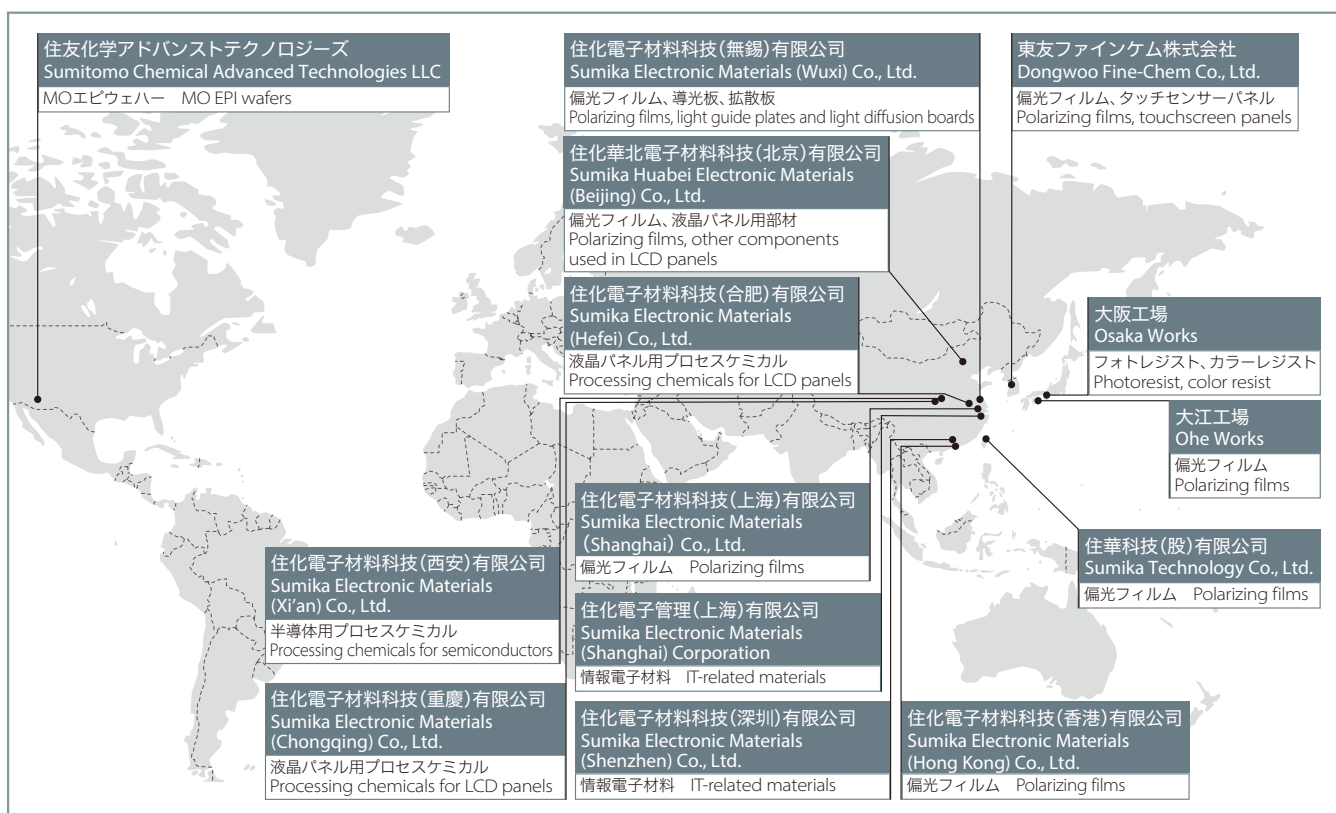 住友化学アドバンストテクノロジーズ
Sumitomo Chemical Advanced Technologies LLC
MOエピウェハー MO EPI wafers
住化電子材料科技(無錫)有限公司
Sumika Electronic Materials (Wuxi) Co., Ltd.
偏光フィルム、導光板、拡散板
Polarizing films, light guide plates and light diffusion boards
東友ファインケム株式会社
Dongwoo Fine-Chem Co., Ltd.
偏光フィルム、タッチセンサーパネル
Polarizing films, touchscreen panels
住化華北電子材料科技(北京)有限公司
Sumika Huabei Electronic Materials
(Beijing) Co., Ltd.
偏光フィルム、液晶パネル用部材
Polarizing films, other components
used in LCD panels
住化電子材料科技(合肥)有限公司
Sumika Electronic Materials
(Hefei) Co., Ltd.
液晶パネル用プロセスケミカル
Processing chemicals for LCD panels
大阪工場
Osaka Works
フォトレジスト、カラーレジスト
Photoresist, color resist
大江工場
Ohe Works
偏光フィルム
Polarizing films
住化電子材料科技(上海)有限公司
Sumika Electronic Materials
(Shanghai) Co., Ltd.
偏光フィルム Polarizing films
住華科技(股)有限公司
Sumika Technology Co., Ltd.
偏光フィルム Polarizing films
住化電子材料科技(西安)有限公司
Sumika Electronic Materials
(Xi'an) Co., Ltd.
半導体用プロセスケミカル
Processing chemicals for semiconductors
住化電子管理(上海)有限公司
Sumika Electronic Materials
(Shanghai) Corporation
情報電子材料 IT-related materials
住化電子材料科技(重慶)有限公司
Sumika Electronic Materials
(Chongqing) Co., Ltd.
液晶パネル用プロセスケミカル
Processing chemicals for LCD panels
住化電子材料科技(深圳)有限公司
Sumika Electronic Materials
(Shenzhen) Co., Ltd.
情報電子材料 IT-related materials
住化電子材料科技(香港)有限公司
Sumika Electronic Materials
(Hong Kong) Co., Ltd.
偏光フィルム Polarizing films